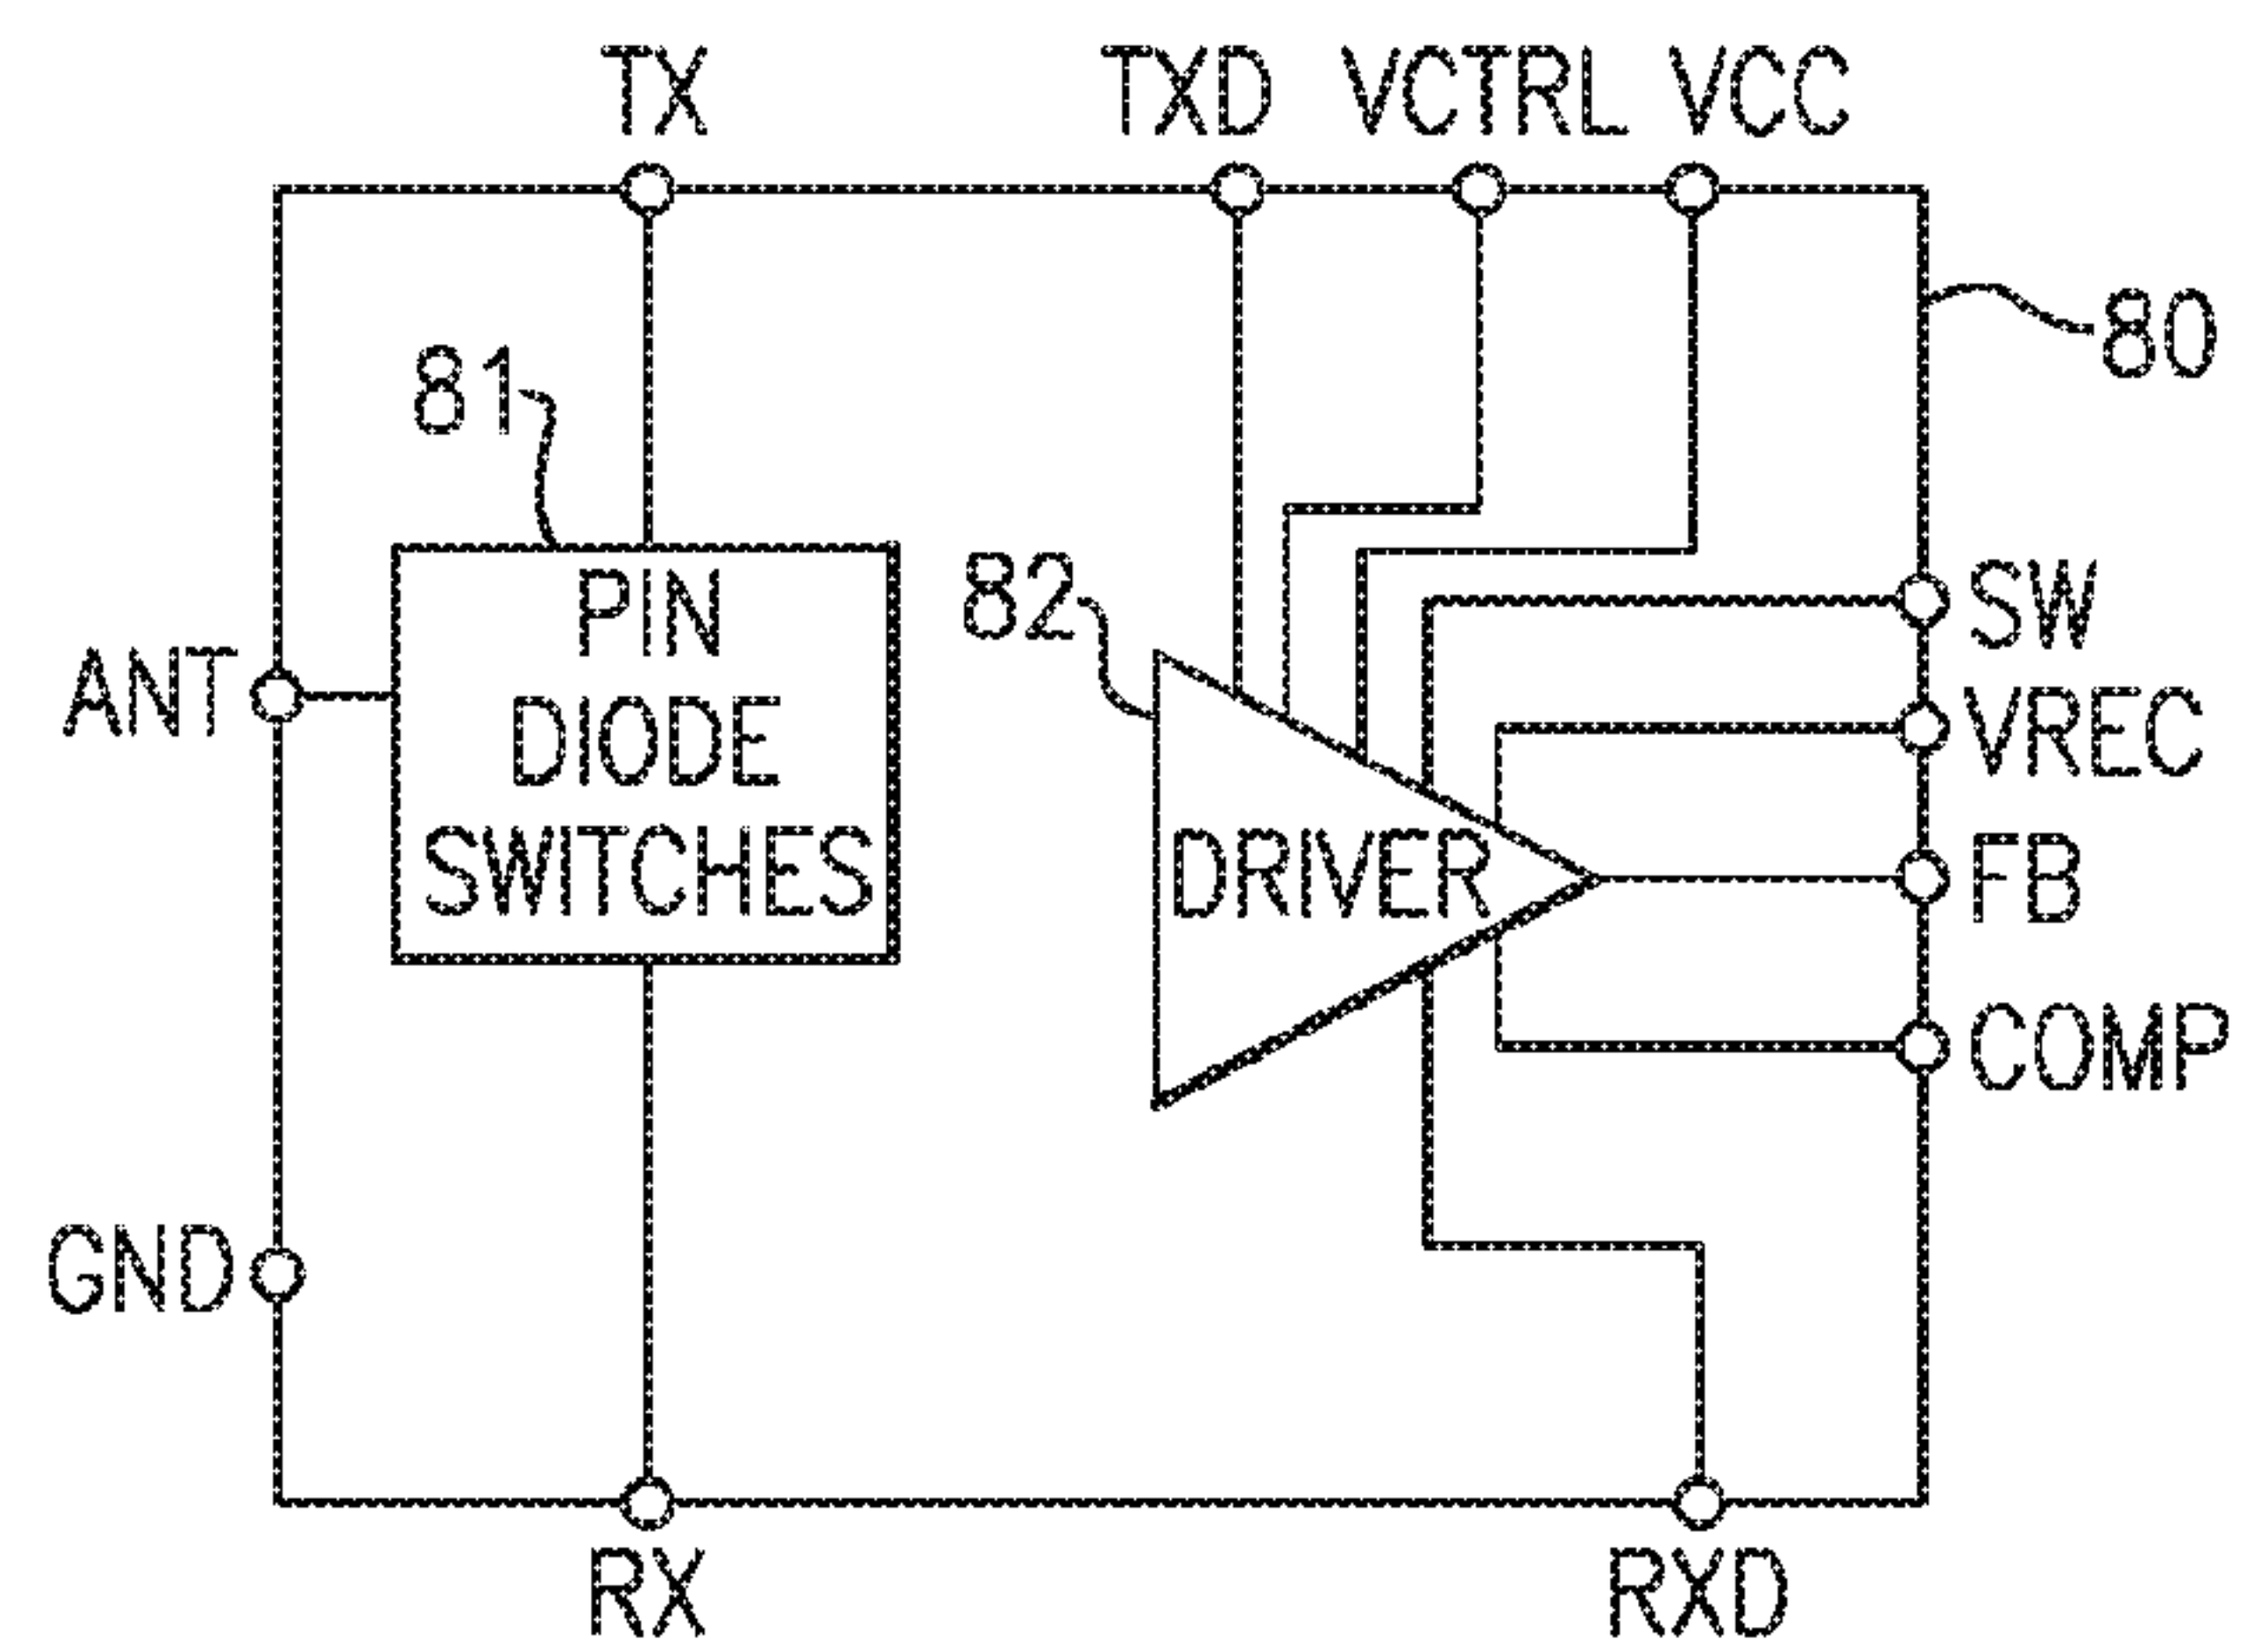 TX
TXD VCTRL VCC
80
81
PIN
DIODE
SWITCHES
82
DRIVER
ANT
GND
SW
VREC
FB
COMP
RX
RXD